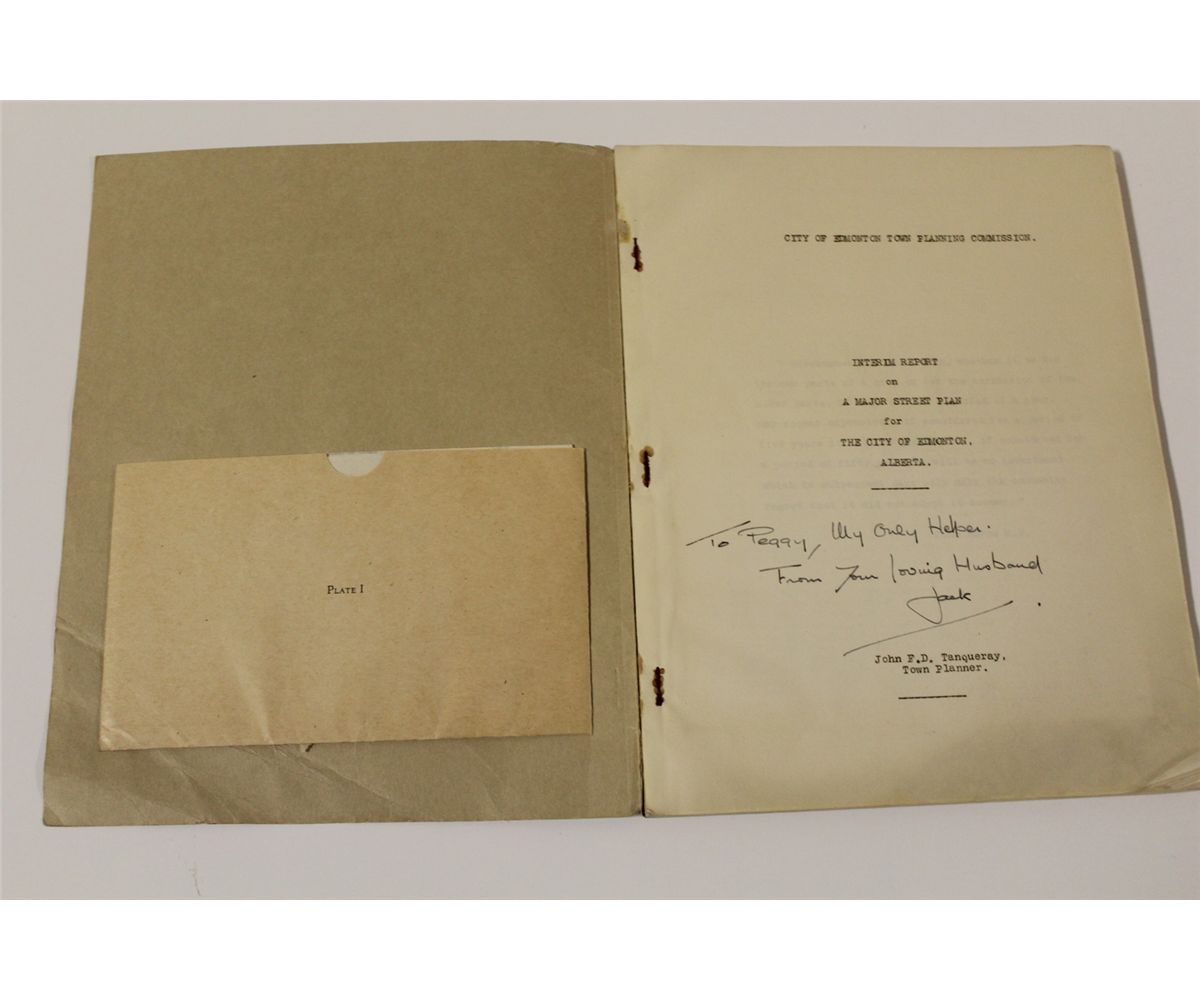 PLATE I
CITY OF EDMONTON TOWN PLANNING COMMISSION.
INTERIM REPORT
on
A MAJOR STREET PLAN
for
THE CITY OF EDMONTON,
ALBERTA.
To Peggy, My Only Helper.
From Your loving Husband
Jack
John F.D. Tanqueray,
Town Planner.